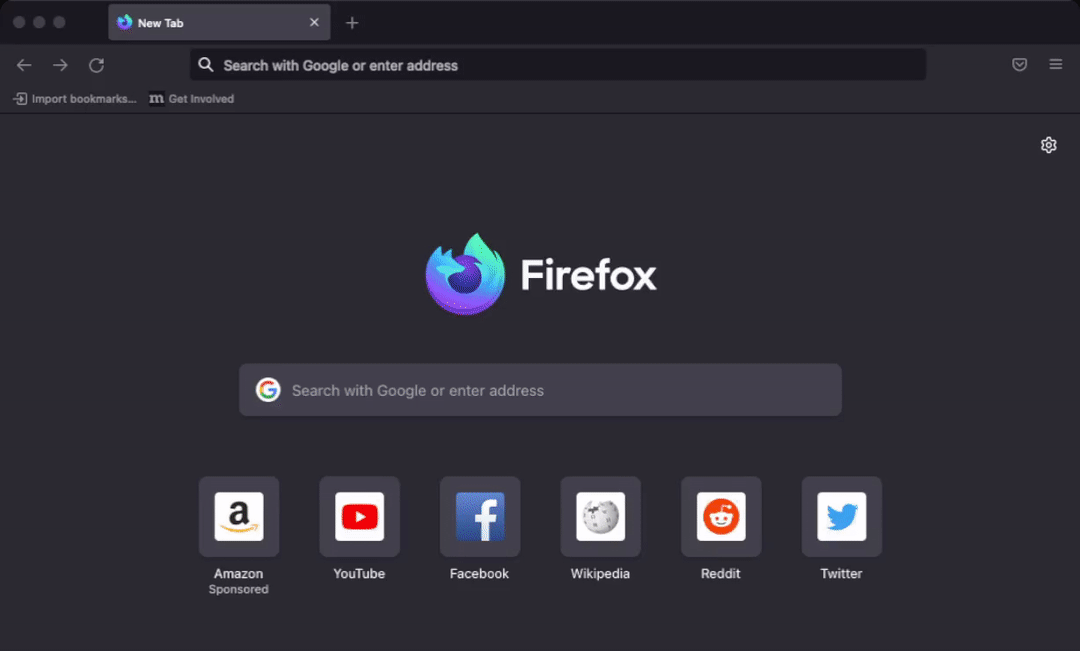 New Tab
Search with Google or enter address
Import bookmarks... m Get Involved
Firefox
G Search with Google or enter address
a f
Amazon YouTube Facebook Wikipedia Reddit Twitter
Sponsored